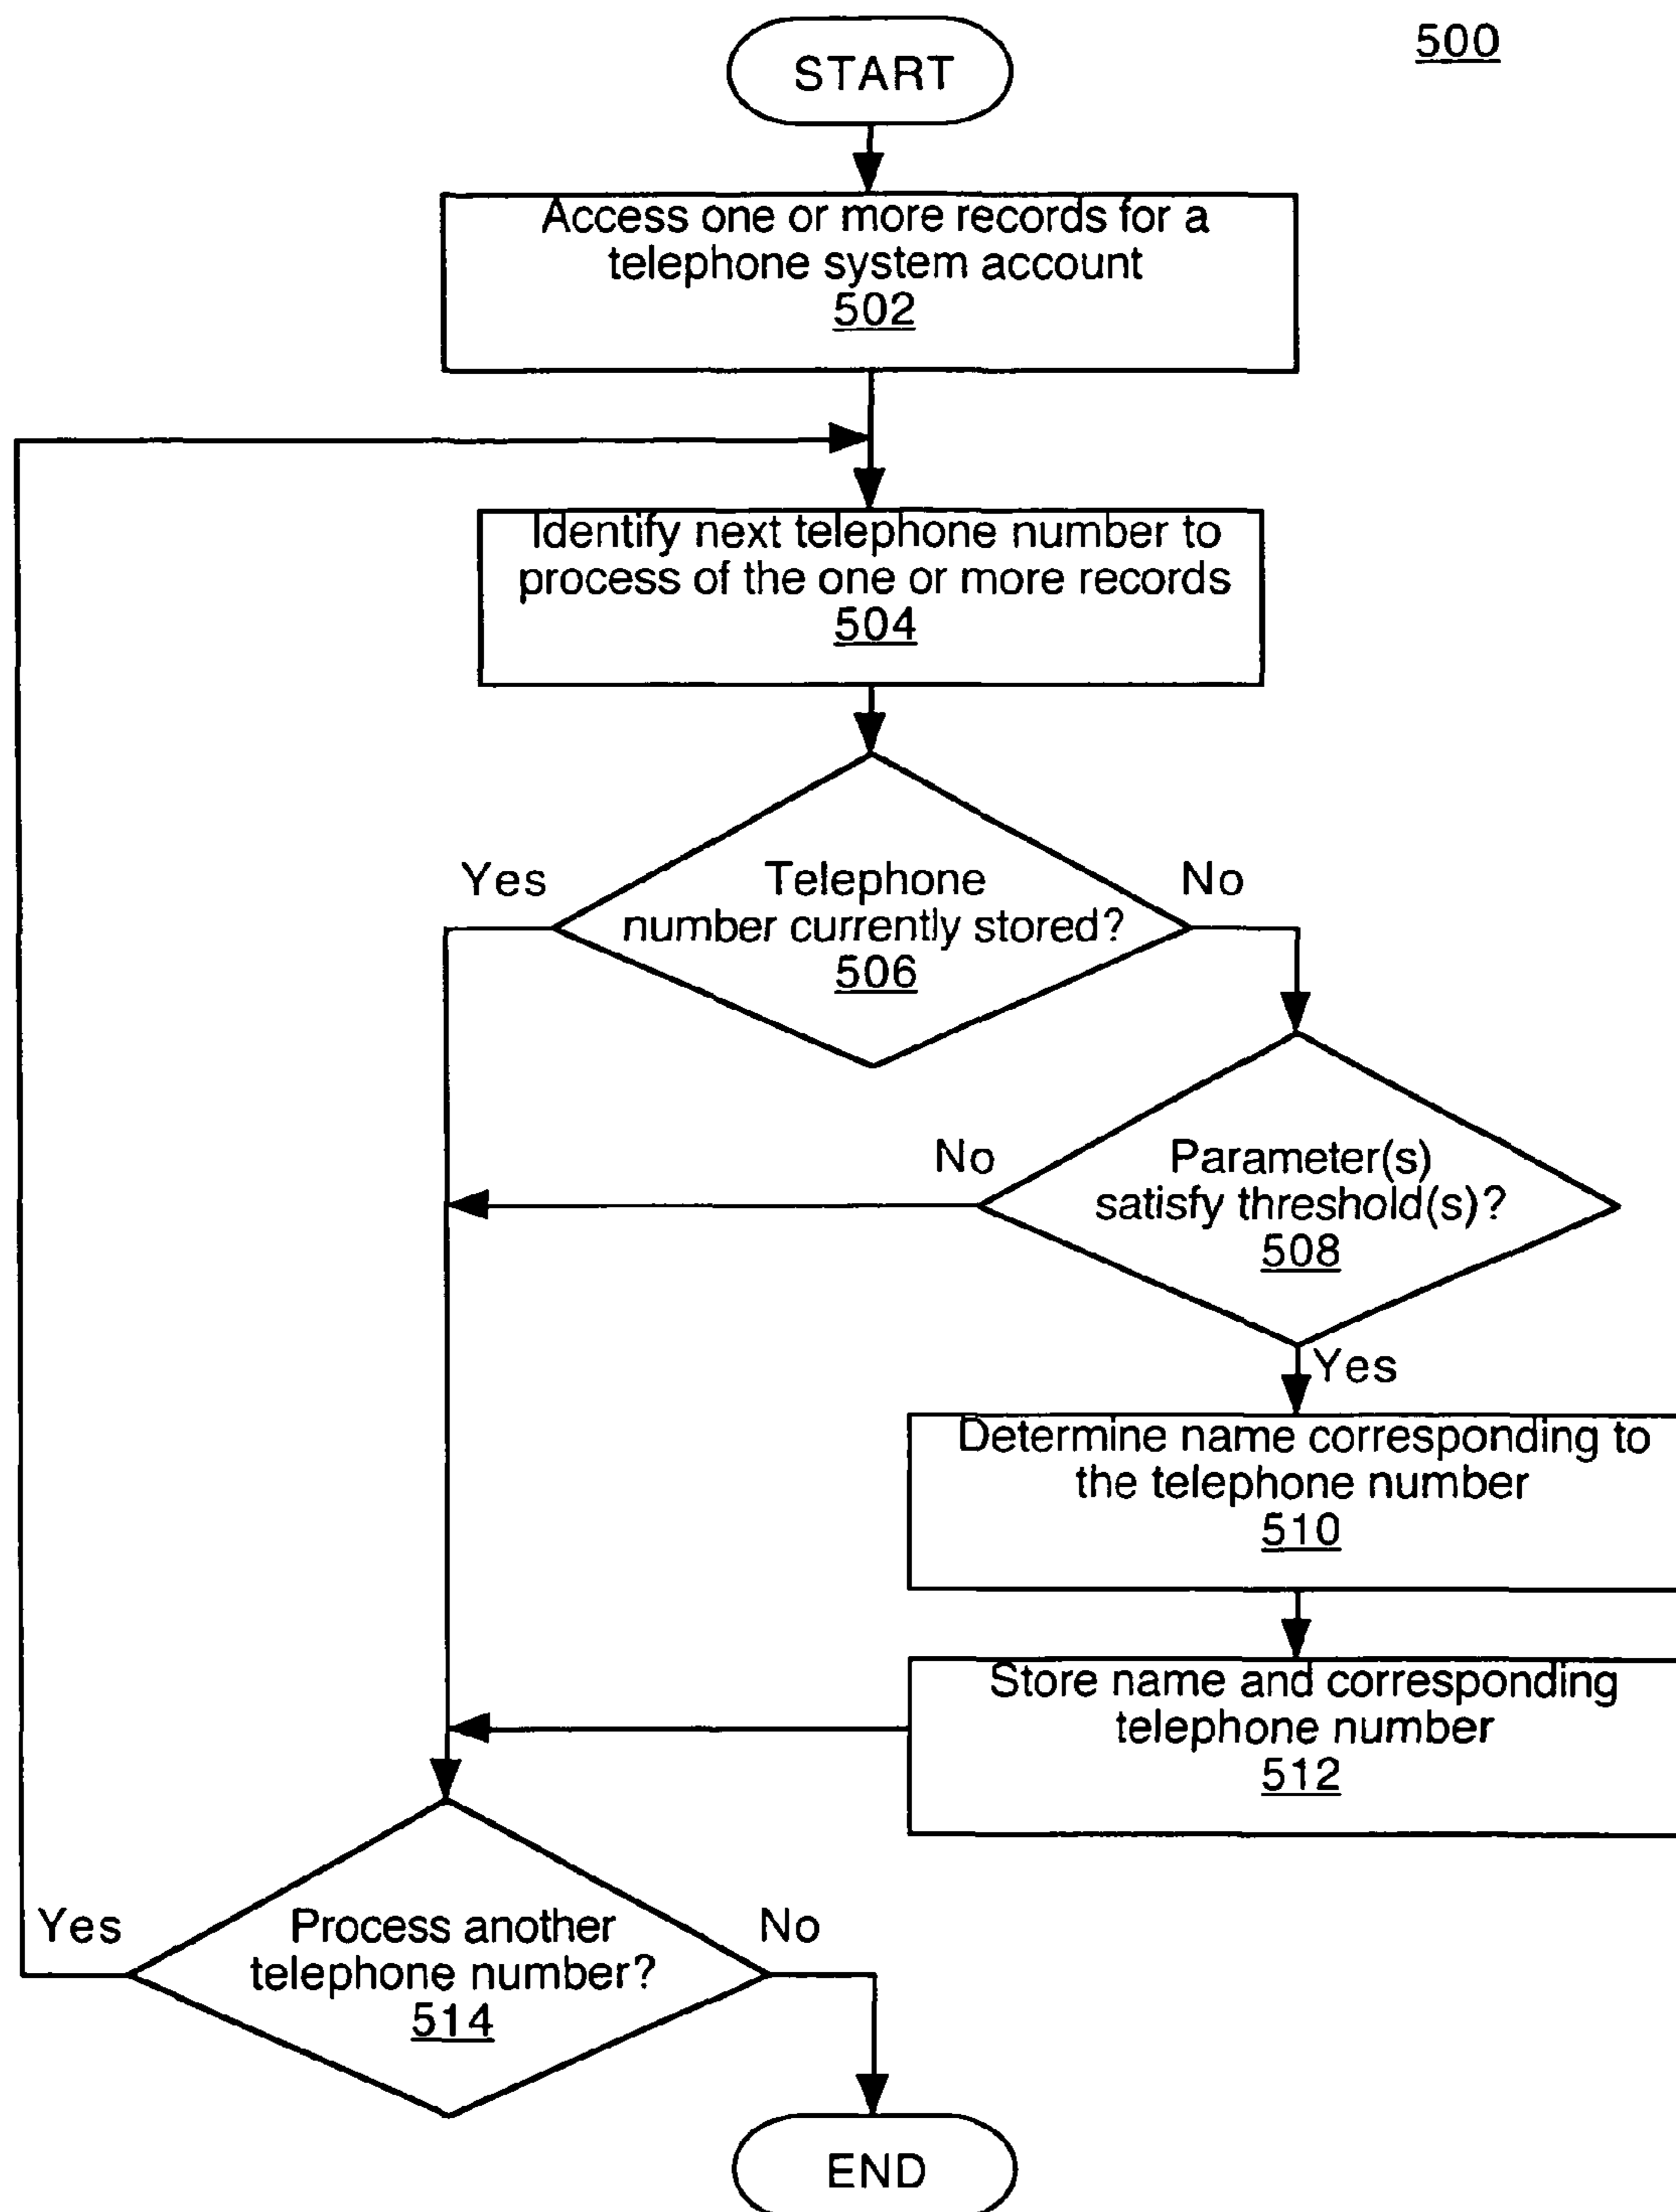 500
START
Access one or more records for a
telephone system account
502
Identify next telephone number to
process of the one or more records
504
Yes
Telephone
number currently stored?
506
No
No
Parameter(s)
satisfy threshold(s)?
508
Yes
Determine name corresponding to
the telephone number
510
Store name and corresponding
telephone number
512
Yes
Process another
telephone number?
514
No
END